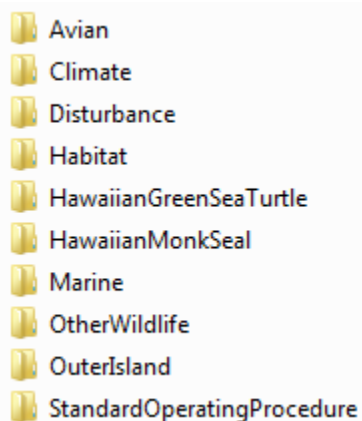 Avian
Climate
Disturbance
Habitat
HawaiianGreenSeaTurtle
HawaiianMonkSeal
Marine
OtherWildlife
OuterIsland
StandardOperatingProcedure